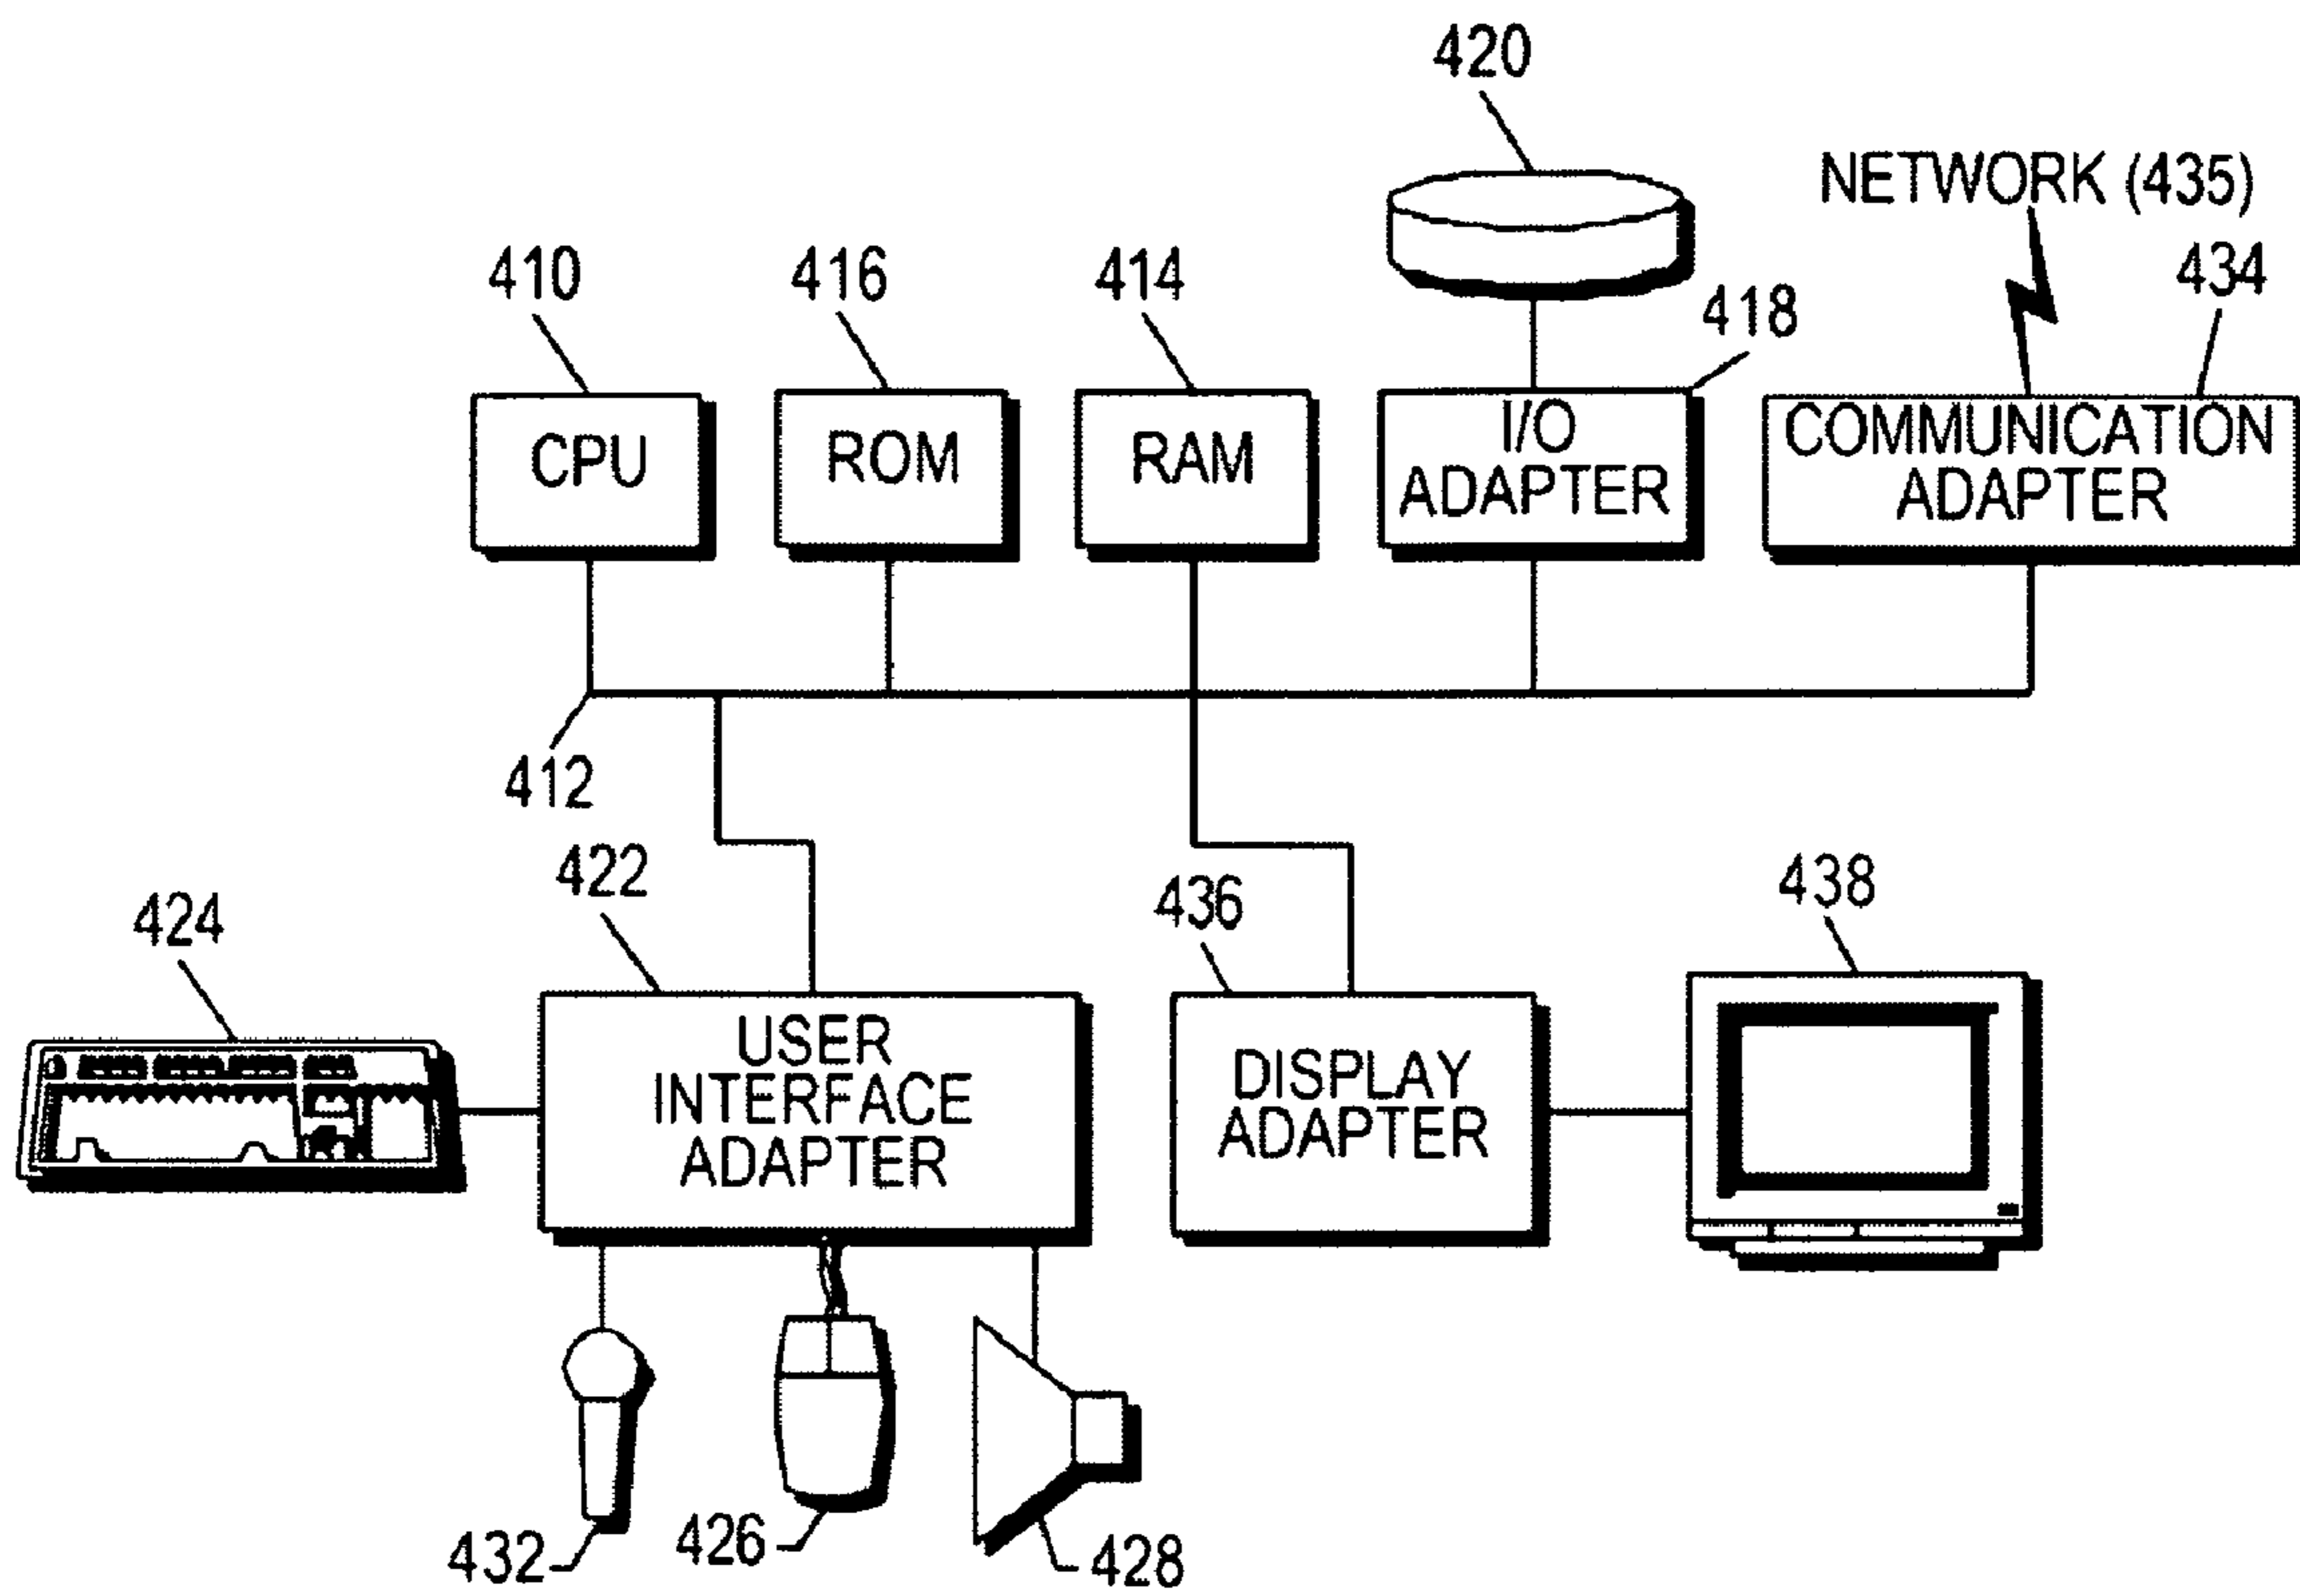 420
NETWORK (435)
434
410
416
414
418
CPU
ROM
RAM
I/O
ADAPTER
COMMUNICATION
ADAPTER
412
422
436
438
424
USER
INTERFACE
ADAPTER
DISPLAY
ADAPTER
432
426
428